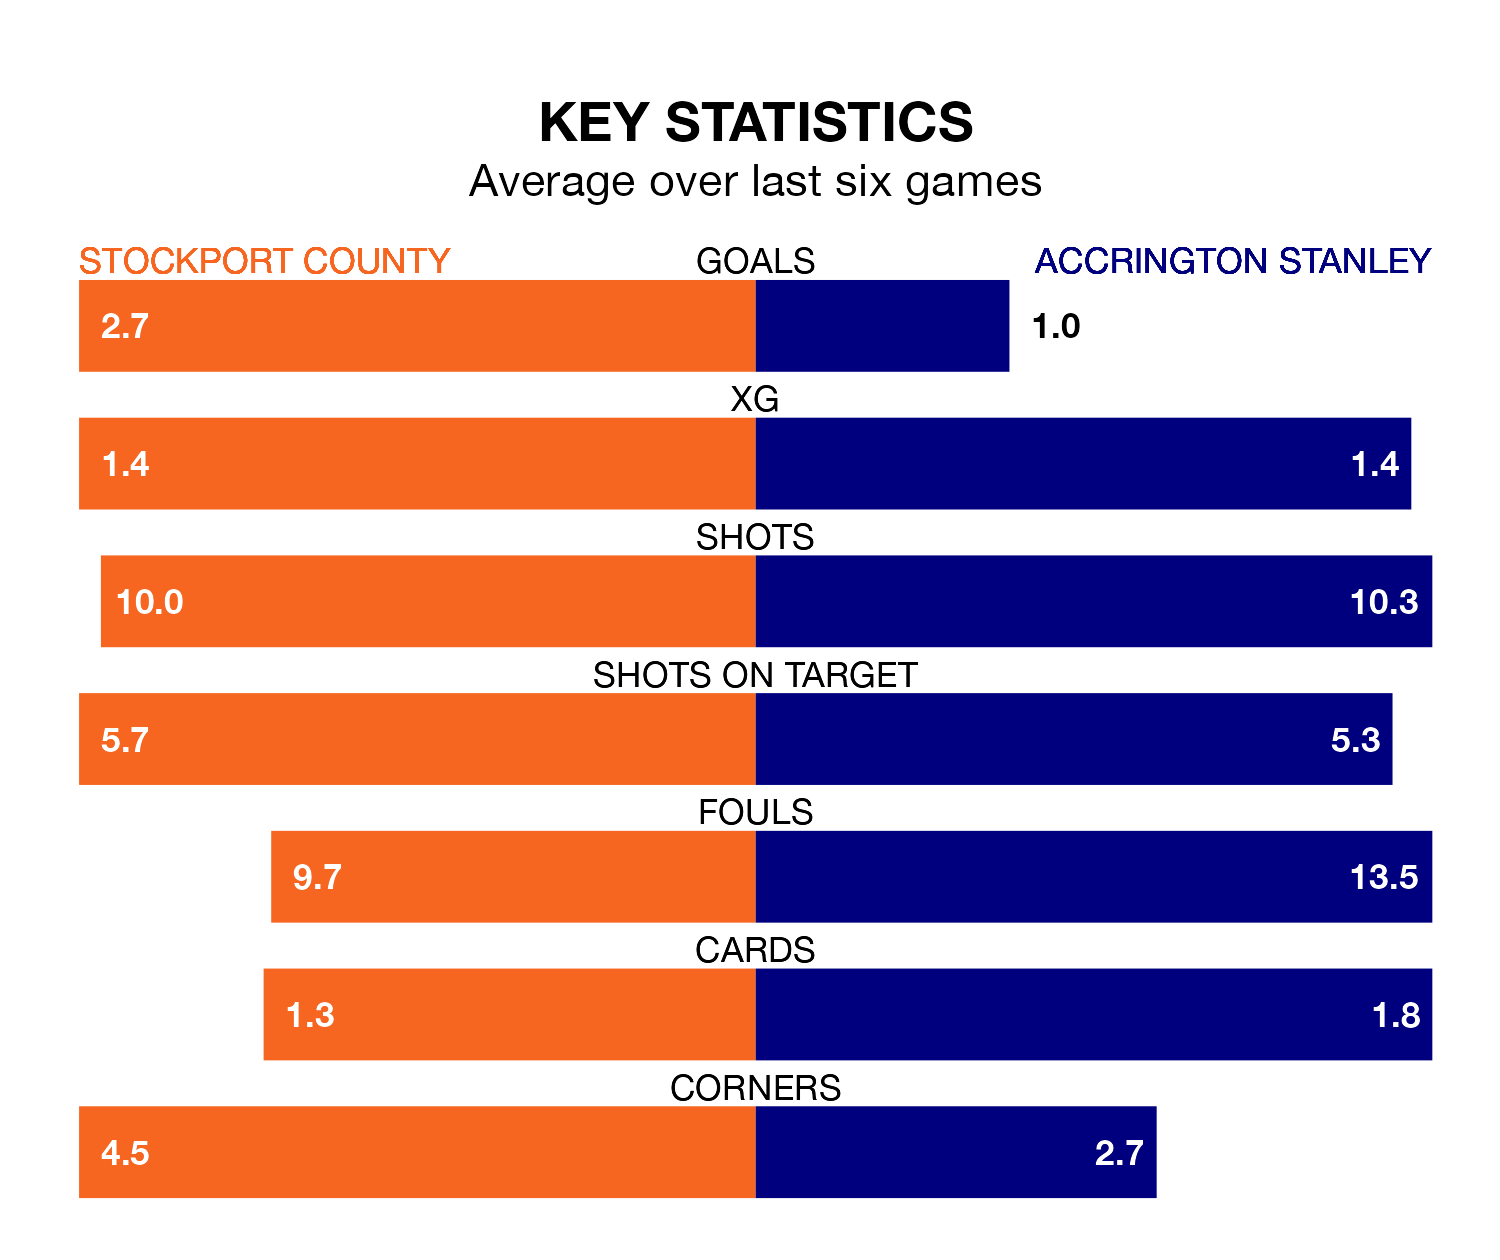 KEY STATISTICS
Average over last six games
STOCKPORT COUNTY GOALS ACCRINGTON STANLEY
2.7 1.0
XG
1.4 1.4
SHOTS
10.0 10.3
SHOTS ON TARGET
5.7 5.3
FOULS
9.7 13.5
CARDS
1.3 1.8
CORNERS
4.5 2.7